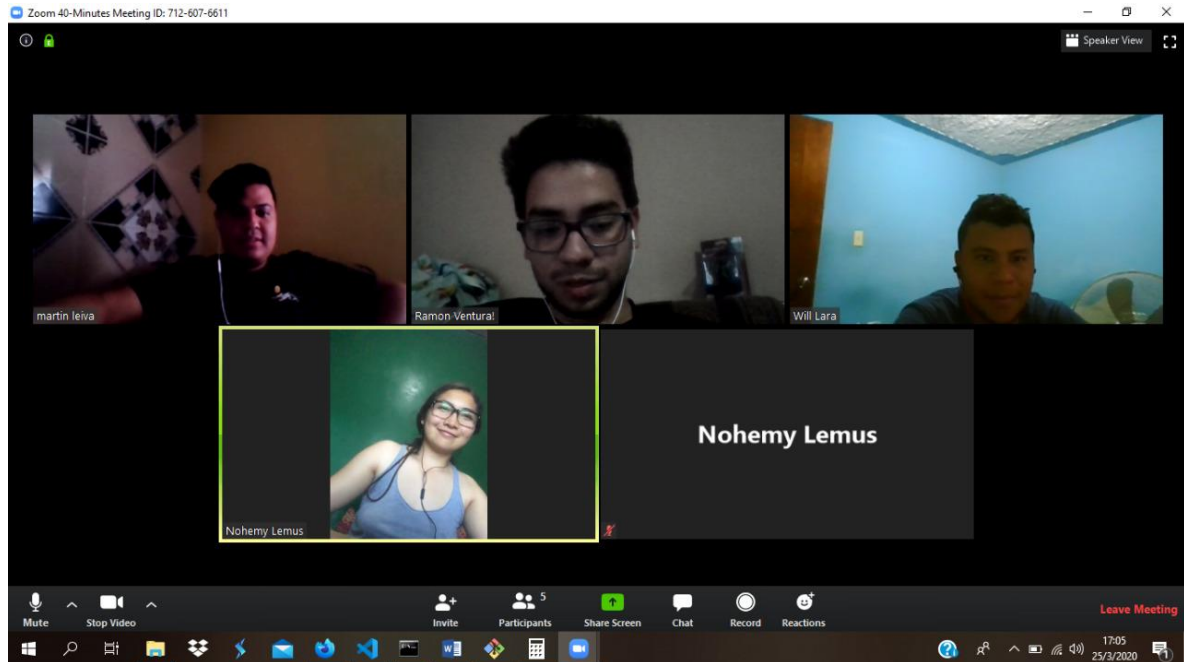 Zoom 40-Minutes Meeting ID: 712-607-6611
Speaker View
martin leiva
Ramon Ventura!
Will Lara
Nohemy Lemus
Nohemy Lemus
Mute
Stop Video
Invite
Participants
5
Share Screen
Chat
Record
Reactions
Leave Meeting
17:05
25/3/2020